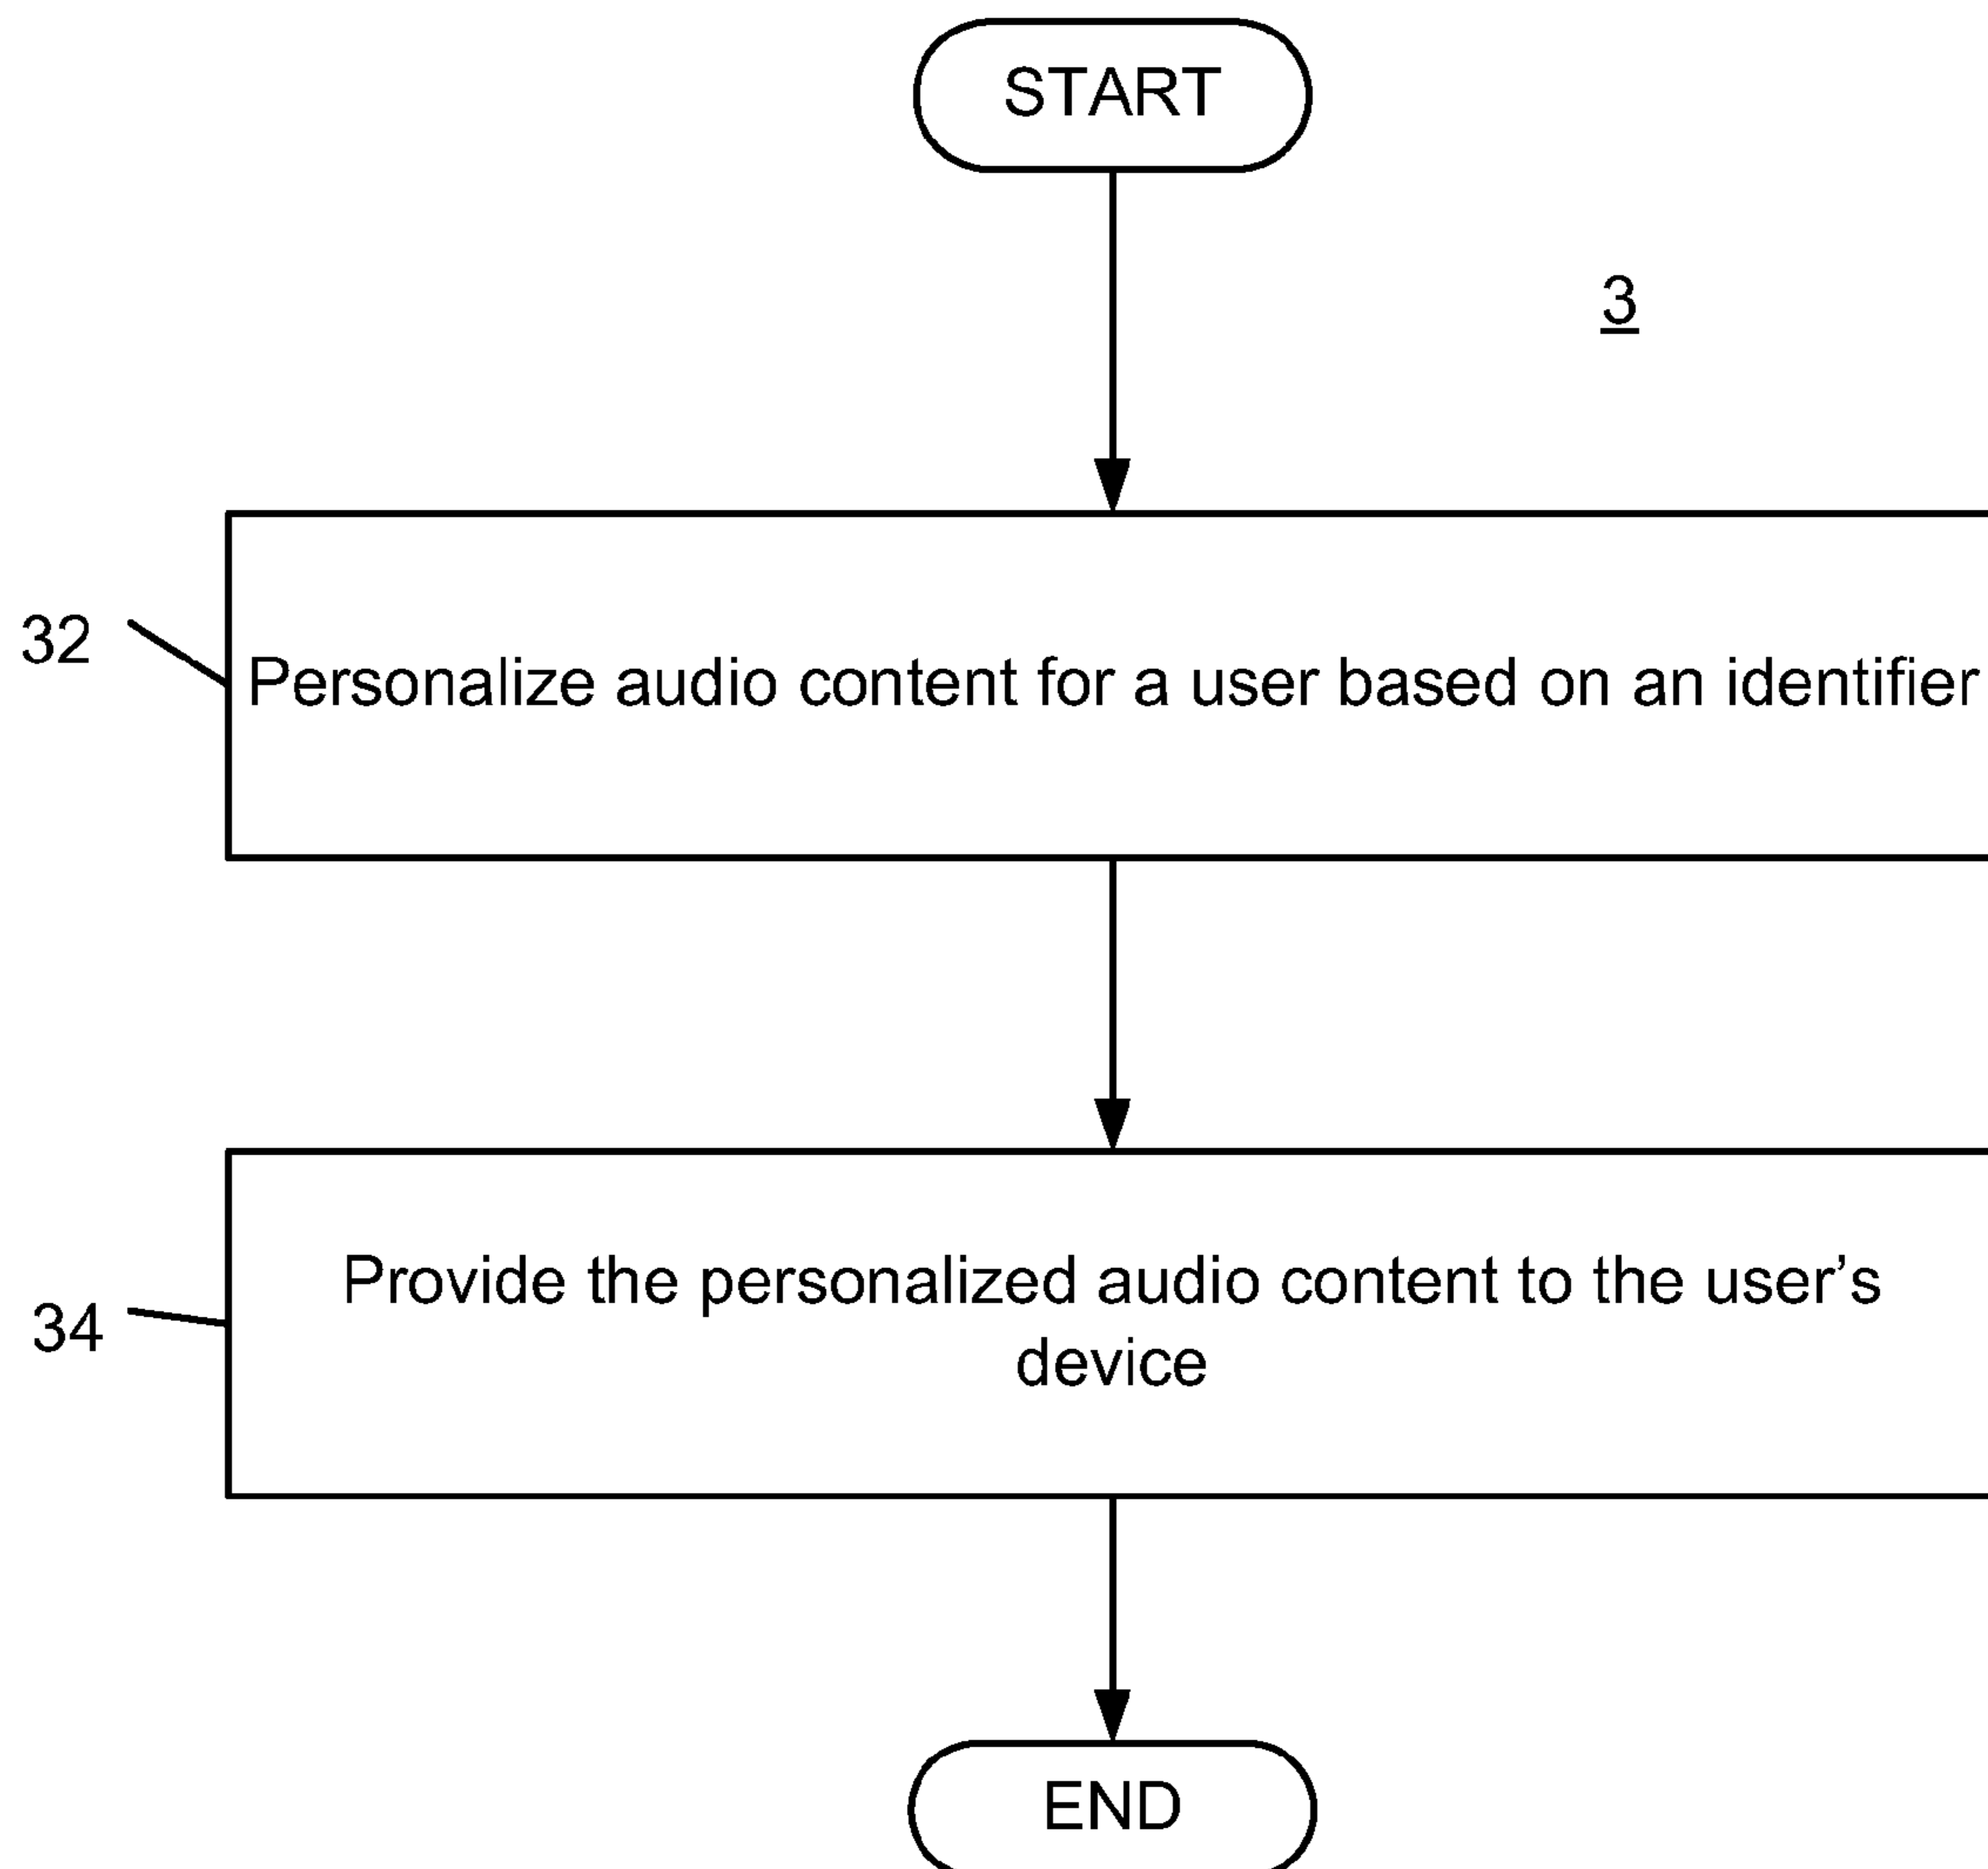 START
3
32
Personalize audio content for a user based on an identifier
Provide the personalized audio content to the user’s
device
34
END